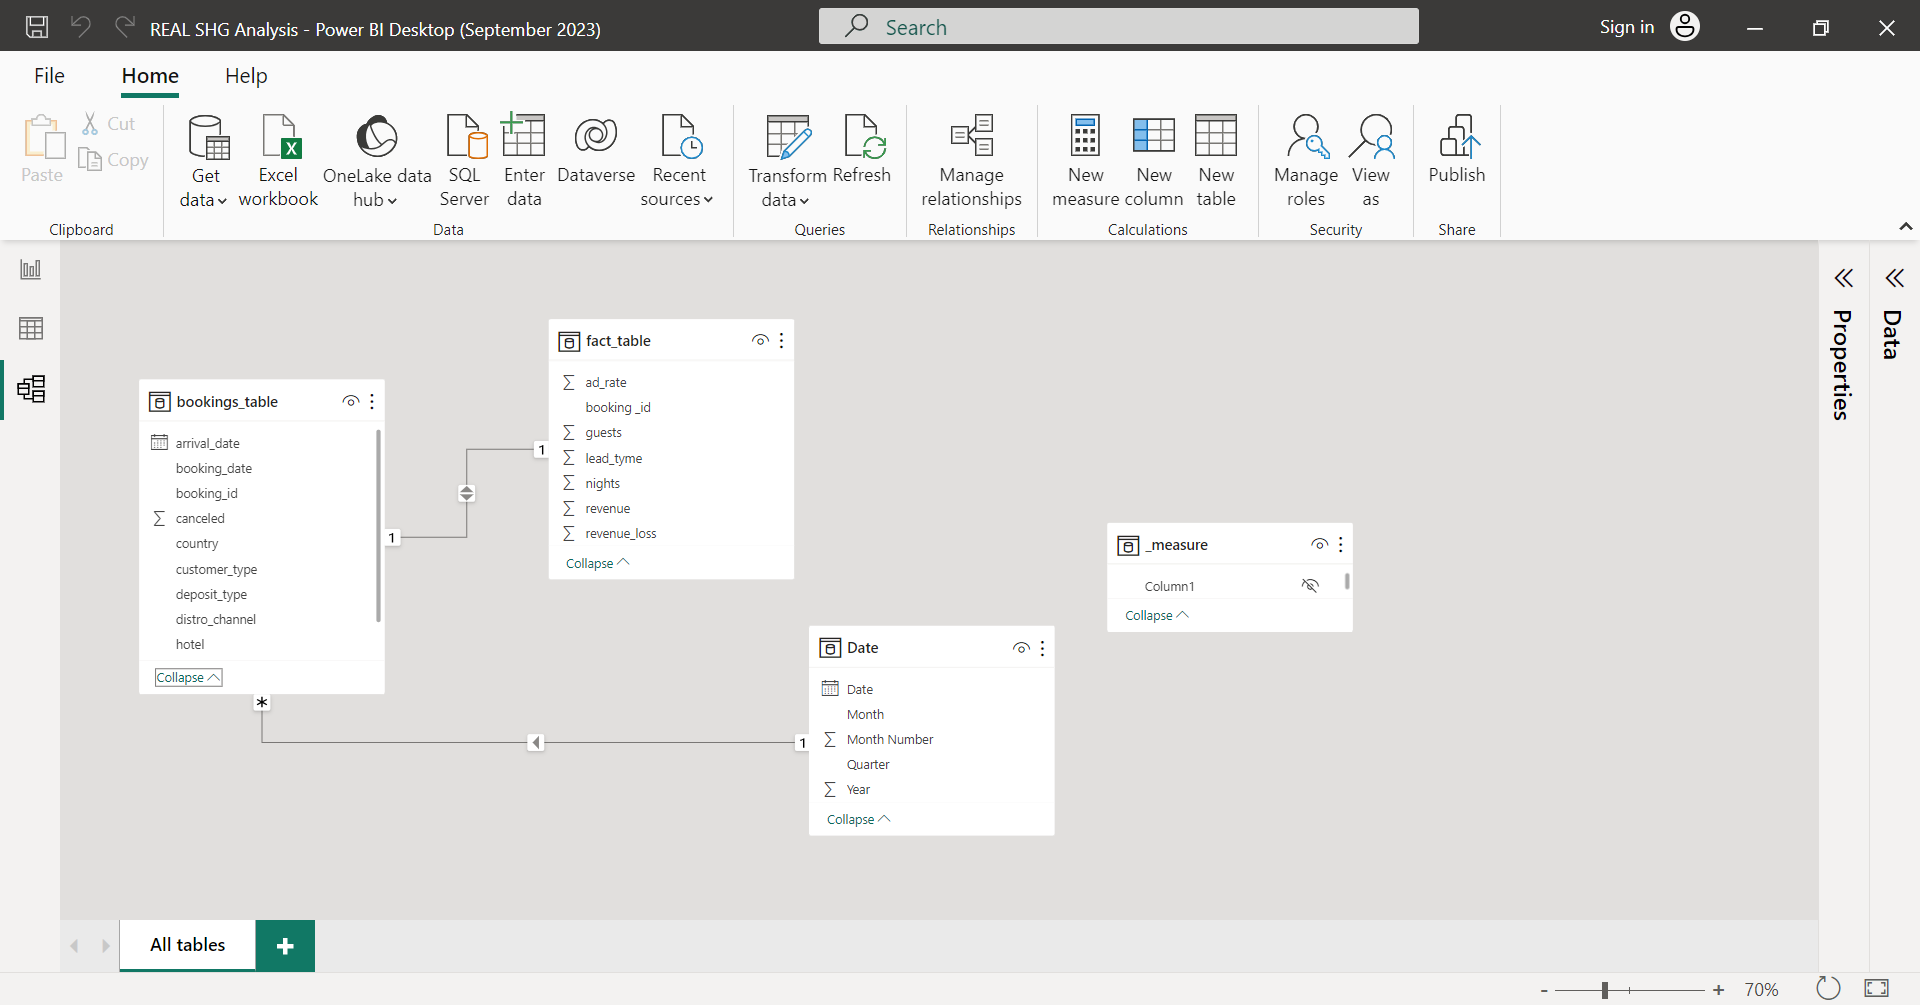 REAL SHG Analysis - Power BI Desktop (September 2023)
Search
Sign in
File
Home
Help
Paste
Cut
Copy
Get data
Excel workbook
OneLake data hub
SQL Server
Enter data
Dataverse
Recent sources
Transform data
Refresh
Manage relationships
New measure
New column
New table
Manage roles
View as
Publish
Clipboard
Data
Queries
Relationships
Calculations
Security
Share
fact_table
ad_rate
booking _id
guests
lead_tyme
nights
revenue
revenue_loss
Collapse
bookings_table
arrival_date
booking_date
booking_id
canceled
country
customer_type
deposit_type
distro_channel
hotel
Collapse
1
1
*
1
_measure
Column1
Collapse
Date
Date
Month
Month Number
Quarter
Year
Collapse
Properties
Data
All tables
+
- + 70%